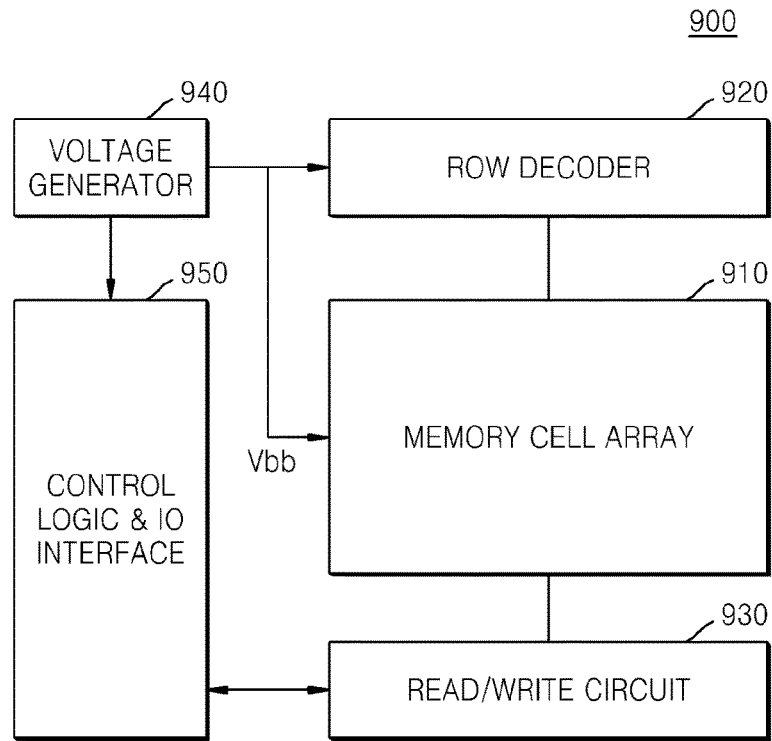 900
940
VOLTAGE
GENERATOR
920
ROW DECODER
950
CONTROL
LOGIC & IO
INTERFACE
910
MEMORY CELL ARRAY
Vbb
930
READ/WRITE CIRCUIT